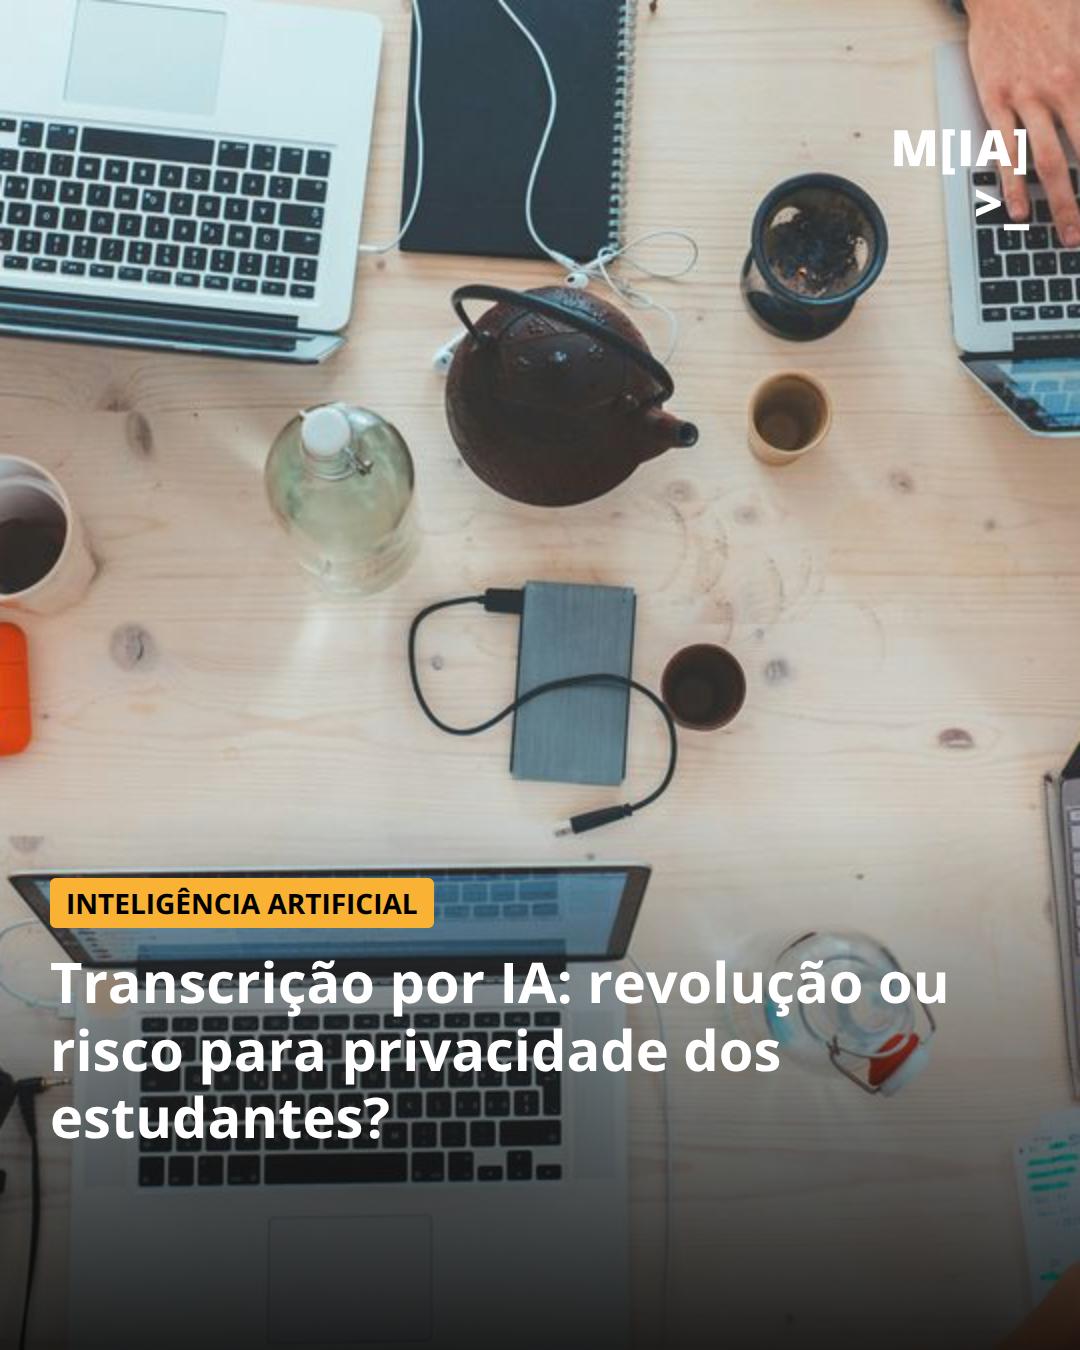 M[IA]
>_
INTELIGÊNCIA ARTIFICIAL
Transcrição por IA: revolução ou
risco para privacidade dos
estudantes?